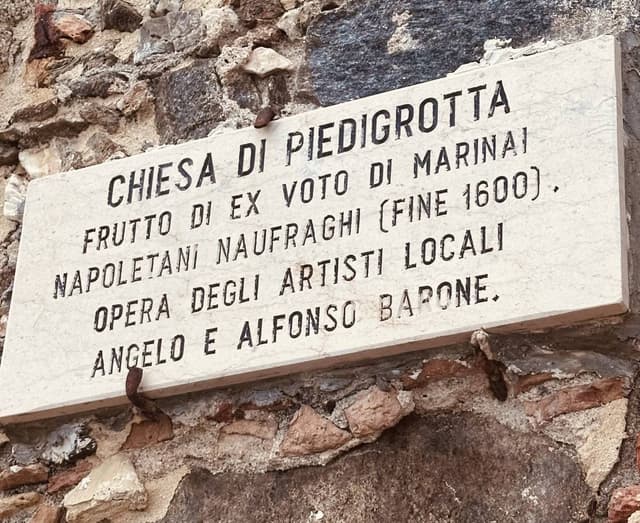 CHIESA DI PIEDIGROTTA
FRUTTO DI EX VOTO DI MARINAI
NAPOLETANI NAUFRAGHI (FINE 1600).
OPERA DEGLI ARTISTI LOCALI
ANGELO E ALFONSO BARONE.